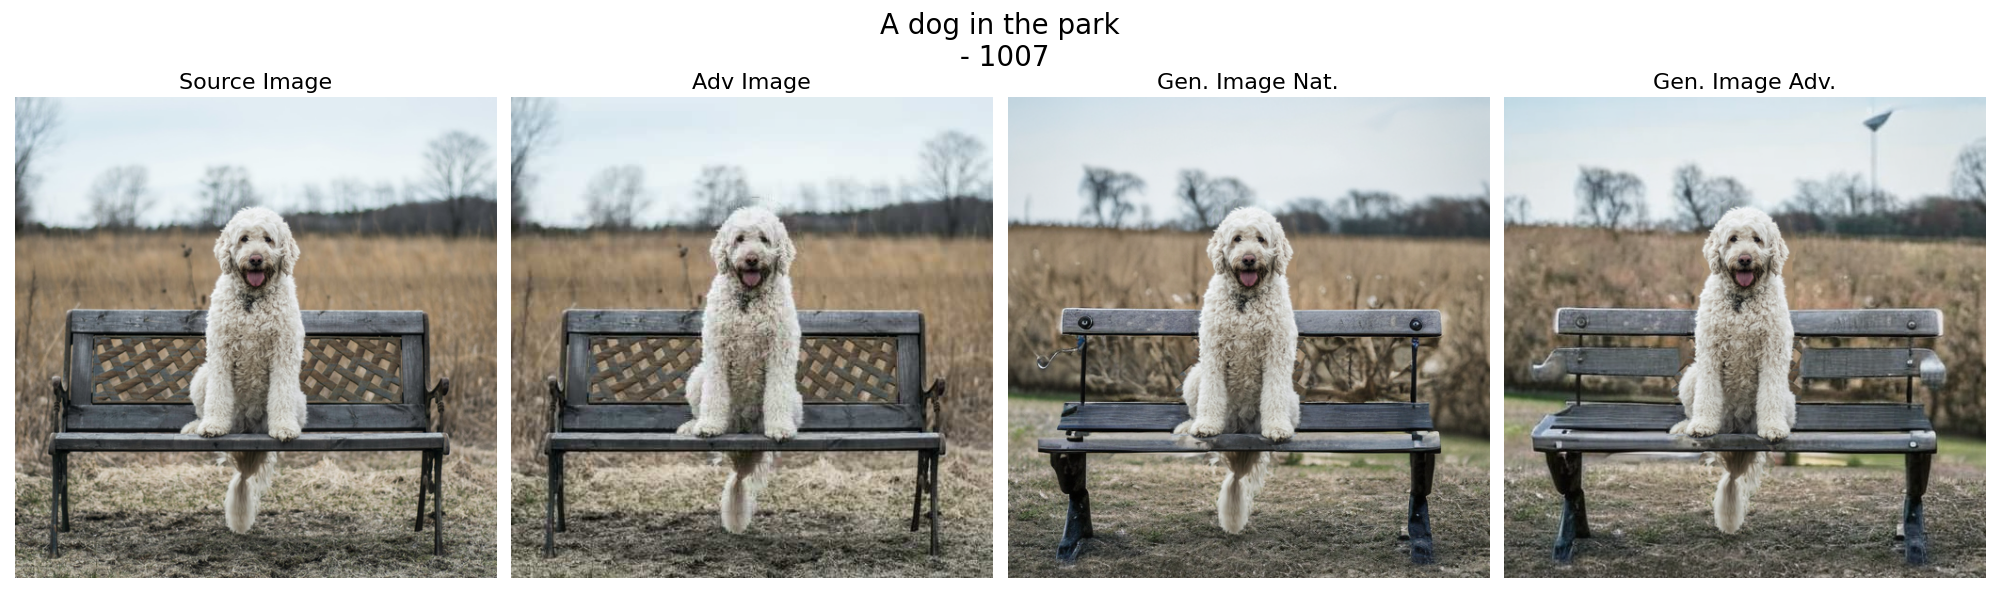 A dog in the park
- 1007
Source Image
Adv Image
Gen. Image Nat.
Gen. Image Adv.